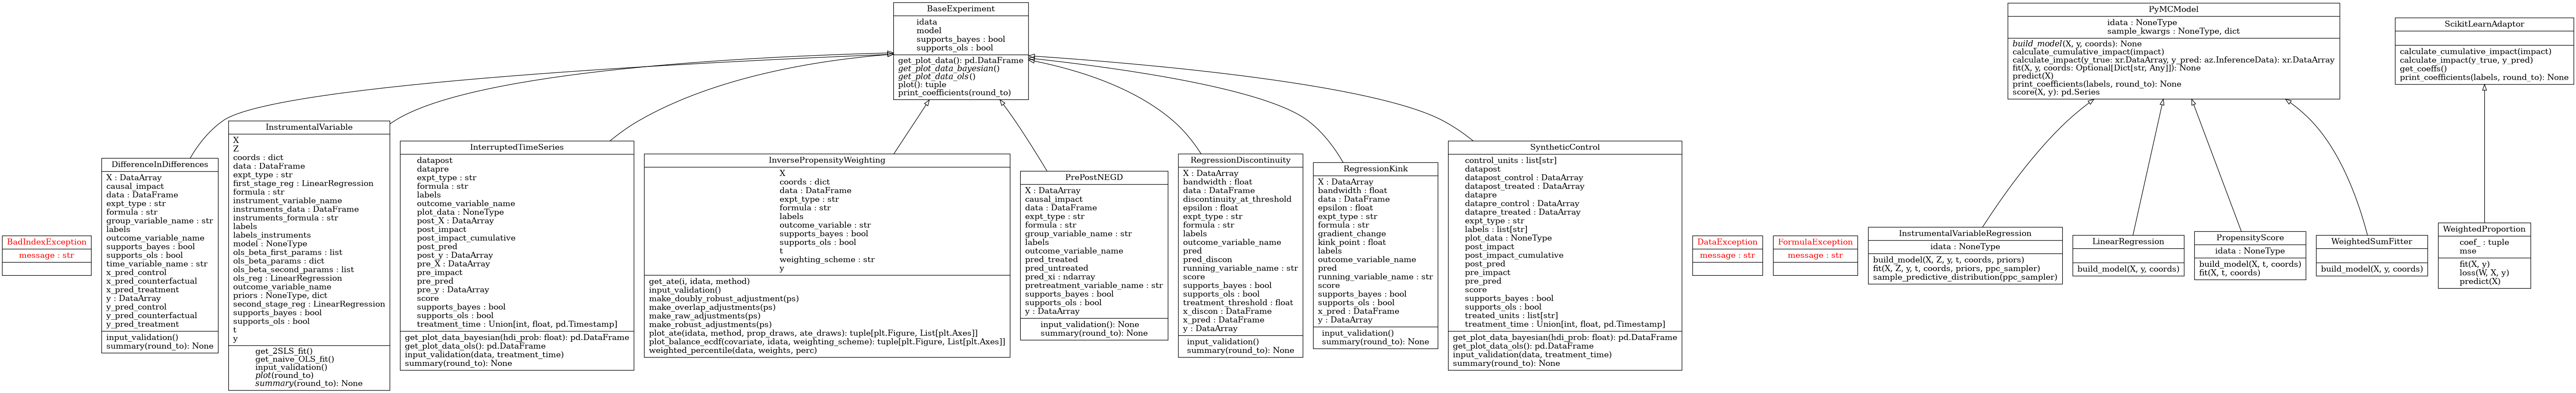 BaseExperiment
idata
model
supports_bayes : bool
supports_ols : bool
get_plot_data(): pd.DataFrame
get_plot_data_bayesian()
get_plot_data_ols()
plot(): tuple
print_coefficients(round_to)
PyMCModel
idata : NoneType
sample_kwargs : NoneType, dict
build_model(X, y, coords): None
calculate_cumulative_impact(impact)
calculate_impact(y_true: xr.DataArray, y_pred: az.InferenceData): xr.DataArray
fit(X, y, coords: Optional[Dict[str, Any]]): None
predict(X)
print_coefficients(labels, round_to): None
score(X, y): pd.Series
ScikitLearnAdaptor
calculate_cumulative_impact(impact)
calculate_impact(y_true, y_pred)
get_coeffs()
print_coefficients(labels, round_to): None
BadIndexException
message : str
DifferenceInDifferences
X : DataArray
causal_impact
data : DataFrame
expt_type : str
formula : str
group_variable_name : str
labels
outcome_variable_name
supports_bayes : bool
supports_ols : bool
time_variable_name : str
x_pred_control
x_pred_counterfactual
x_pred_treatment
y : DataArray
y_pred_control
y_pred_counterfactual
y_pred_treatment
input_validation()
summary(round_to): None
InstrumentalVariable
X
Z
coords : dict
data : DataFrame
expt_type : str
first_stage_reg : LinearRegression
formula : str
instrument_variable_name
instruments_data : DataFrame
instruments_formula : str
labels
labels_instruments
model : NoneType
ols_beta_first_params : list
ols_beta_params : dict
ols_beta_second_params : list
ols_reg : LinearRegression
outcome_variable_name
priors : NoneType, dict
second_stage_reg : LinearRegression
supports_bayes : bool
supports_ols : bool
t
y
get_2SLS_fit()
get_naive_OLS_fit()
input_validation()
plot(round_to)
summary(round_to): None
InterruptedTimeSeries
datapost
datapre
expt_type : str
formula : str
labels
outcome_variable_name
plot_data : NoneType
post_X : DataArray
post_impact
post_impact_cumulative
post_pred
post_y : DataArray
pre_X : DataArray
pre_impact
pre_pred
pre_y : DataArray
score
supports_bayes : bool
supports_ols : bool
treatment_time : Union[int, float, pd.Timestamp]
get_plot_data_bayesian(hdi_prob: float): pd.DataFrame
get_plot_data_ols(): pd.DataFrame
input_validation(data, treatment_time)
summary(round_to): None
InversePropensityWeighting
X
coords : dict
data : DataFrame
expt_type : str
formula : str
labels
outcome_variable : str
supports_bayes : bool
supports_ols : bool
t
weighting_scheme : str
y
get_ate(i, idata, method)
input_validation()
make_doubly_robust_adjustment(ps)
make_overlap_adjustments(ps)
make_raw_adjustments(ps)
make_robust_adjustments(ps)
plot_ate(idata, method, prop_draws, ate_draws): tuple[plt.Figure, List[plt.Axes]]
plot_balance_ecdf(covariate, idata, weighting_scheme): tuple[plt.Figure, List[plt.Axes]]
weighted_percentile(data, weights, perc)
PrePostNEGD
X : DataArray
causal_impact
data : DataFrame
expt_type : str
formula : str
group_variable_name : str
labels
outcome_variable_name
pred_treated
pred_untreated
pred_xi : ndarray
pretreatment_variable_name : str
supports_bayes : bool
supports_ols : bool
y : DataArray
input_validation(): None
summary(round_to): None
RegressionDiscontinuity
X : DataArray
bandwidth : float
data : DataFrame
discontinuity_at_threshold
epsilon : float
expt_type : str
formula : str
labels
outcome_variable_name
pred
pred_discon
running_variable_name : str
score
supports_bayes : bool
supports_ols : bool
treatment_threshold : float
x_discon : DataFrame
x_pred : DataFrame
y : DataArray
input_validation()
summary(round_to): None
RegressionKink
X : DataArray
bandwidth : float
data : DataFrame
epsilon : float
expt_type : str
formula : str
gradient_change
kink_point : float
labels
outcome_variable_name
pred
running_variable_name : str
score
supports_bayes : bool
supports_ols : bool
x_pred : DataFrame
y : DataArray
input_validation()
summary(round_to): None
SyntheticControl
control_units : list[str]
datapost
datapost_control : DataArray
datapost_treated : DataArray
datapre
datapre_control : DataArray
datapre_treated : DataArray
expt_type : str
labels : list[str]
plot_data : NoneType
post_impact
post_impact_cumulative
post_pred
pre_impact
pre_pred
score
supports_bayes : bool
supports_ols : bool
treated_units : list[str]
treatment_time : Union[int, float, pd.Timestamp]
get_plot_data_bayesian(hdi_prob: float): pd.DataFrame
get_plot_data_ols(): pd.DataFrame
input_validation(data, treatment_time)
summary(round_to): None
DataException
message : str
FormulaException
message : str
InstrumentalVariableRegression
idata : NoneType
build_model(X, Z, y, t, coords, priors)
fit(X, Z, y, t, coords, priors, ppc_sampler)
sample_predictive_distribution(ppc_sampler)
LinearRegression
build_model(X, y, coords)
PropensityScore
idata : NoneType
build_model(X, t, coords)
fit(X, t, coords)
WeightedSumFitter
build_model(X, y, coords)
WeightedProportion
coef_ : tuple
mse
fit(X, y)
loss(W, X, y)
predict(X)